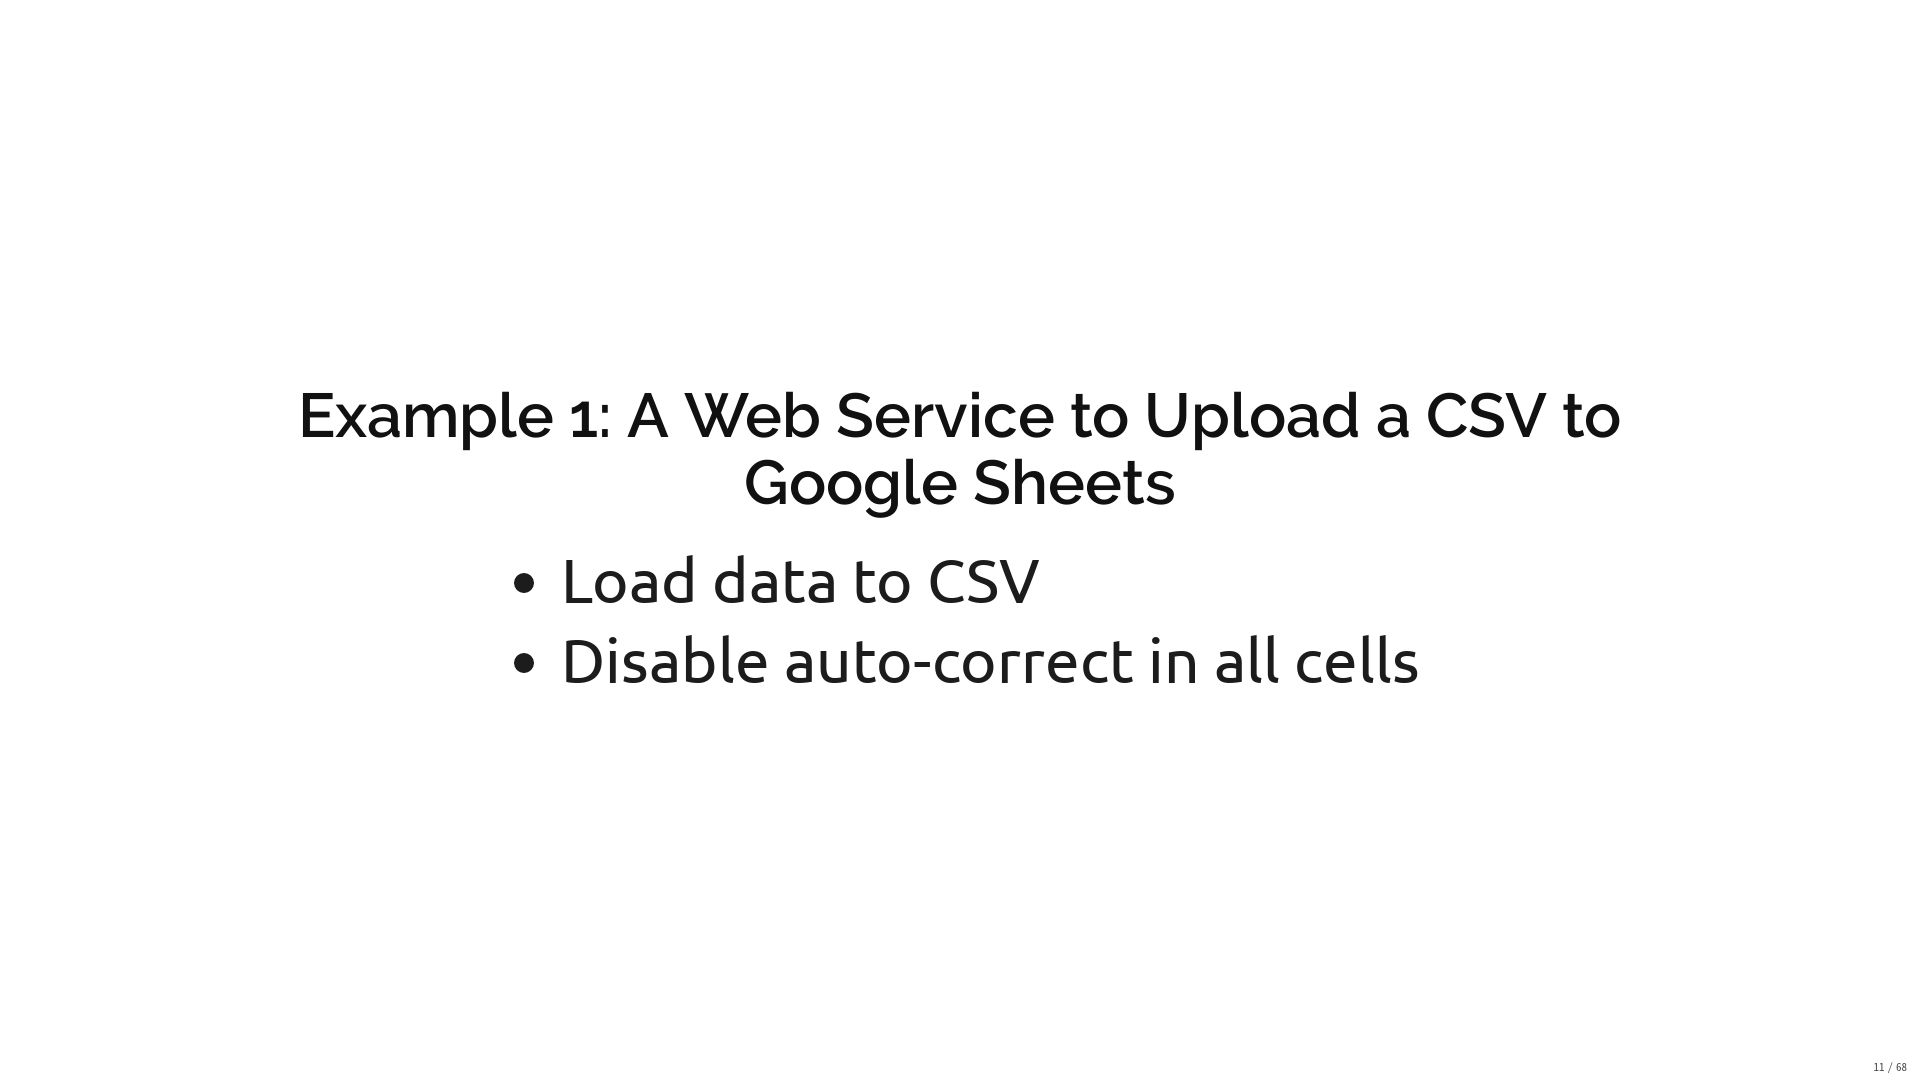 Example 1: A Web Service to Upload a CSV to
Google Sheets
• Load data to CSV
• Disable auto-correct in all cells
11 / 68